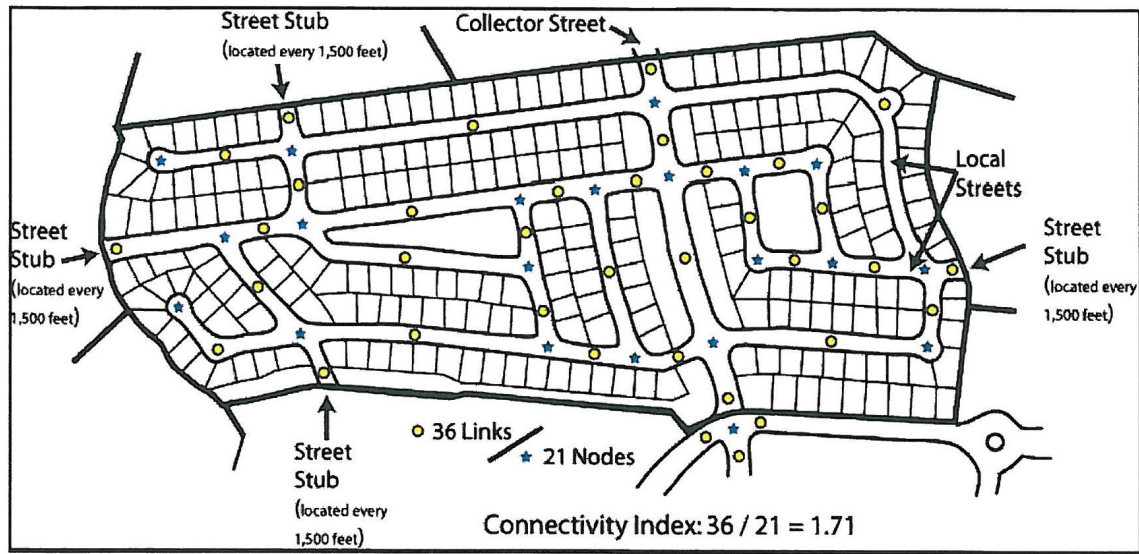 Street Stub
(located every 1,500 feet)
Collector Street
Local
Streets
Street
Stub
(located every
1,500 feet)
Street
Stub
(located every
1,500 feet)
Street
Stub
(located every
1,500 feet)
36 Links
21 Nodes
Connectivity Index: 36 / 21 = 1.71